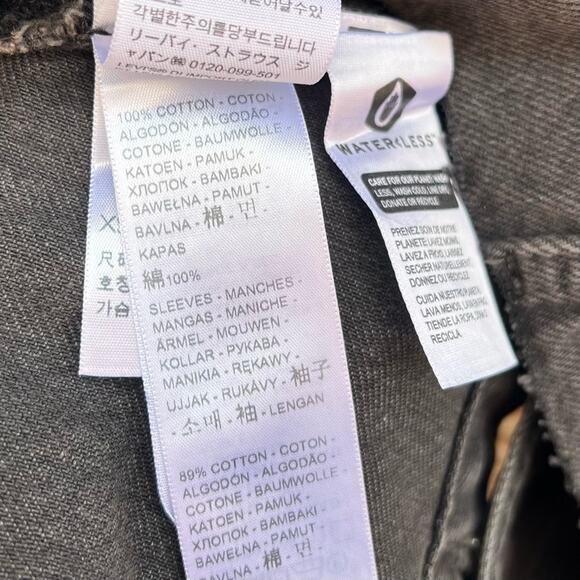 각별한주의를당부드립니다
リーバイ・ストラウス ジ
ャパン㈱ 0120-099-501
100% COTTON - COTON -
ALGODÓN - ALGODÃO -
COTONE - BAUMWOLLE -
KATOEN - PAMUK -
ХЛОПОК - BAMBAKI -
BAWEŁNA - PAMUT -
BAVLNA - 棉 - 면 -
KAPAS
綿100%
SLEEVES - MANCHES -
MANGAS - MANICHE -
ÄRMEL - MOUWEN -
KOLLAR - РУКАВА -
MANIKIA - RĘKAWY -
UJJAK - RUKÁVY - 袖子
- 소매 - 袖 - LENGAN
89% COTTON - COTON -
ALGODÓN - ALGODÃO -
COTONE - BAUMWOLLE -
KATOEN - PAMUK -
ХЛОПОК - BAMBAKI -
BAWEŁNA - PAMUT -
BAVLNA - 棉 - 면 -
호칭
가슴
WATER<LESS™
CARE FOR OUR PLANET: WASH
LESS, WASH COLD, LINE DRY,
DONATE OR RECYCLE
PRENEZ SOIN DE NOTRE
PLANÈTE LAVEZ MOINS,
LAVEZ À FROID, LAISSEZ
SÉCHER NATURELLEMENT,
DONNEZ OU RECYCLEZ
CUIDA NUESTRO PLANETA:
LAVA MENOS, LAVA EN FRÍO,
TIENDE LA ROPA, DONA O
RECICLA